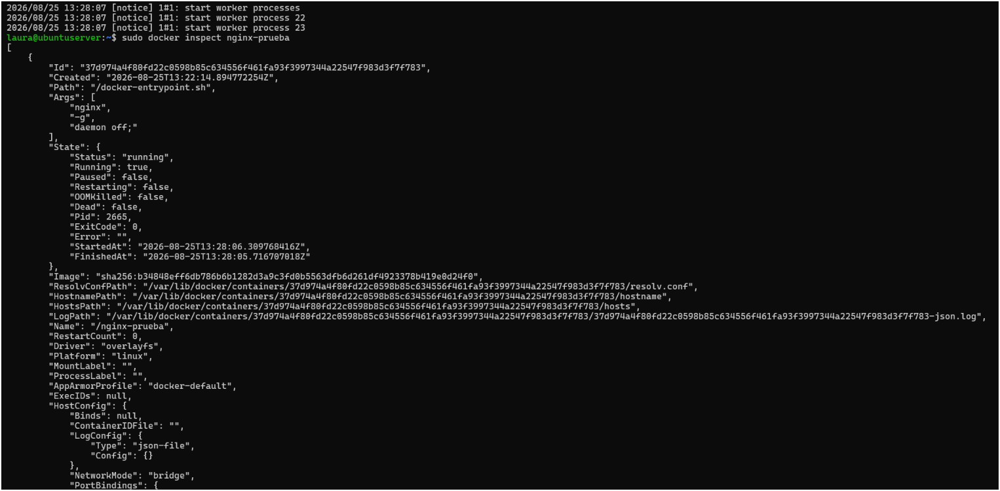 2026/08/25 13:28:07 [notice] 1#1: start worker processes
2026/08/25 13:28:07 [notice] 1#1: start worker process 22
2026/08/25 13:28:07 [notice] 1#1: start worker process 23
laura@ubuntuserver:~$ sudo docker inspect nginx-prueba
[
    {
        "Id": "37d974a4f80fd22c0598b85c634556f461fa93f3997344a22547f983d3f7f783",
        "Created": "2026-08-25T13:22:14.894772254Z",
        "Path": "/docker-entrypoint.sh",
        "Args": [
            "nginx",
            "-g",
            "daemon off;"
        ],
        "State": {
            "Status": "running",
            "Running": true,
            "Paused": false,
            "Restarting": false,
            "OOMKilled": false,
            "Dead": false,
            "Pid": 2665,
            "ExitCode": 0,
            "Error": "",
            "StartedAt": "2026-08-25T13:28:06.309768416Z",
            "FinishedAt": "2026-08-25T13:28:05.716707018Z"
        },
        "Image": "sha256:b34848eff6db786b6b1282d3a9c3fd0b5563dfb6d261df4923378b419e0d24f0",
        "ResolvConfPath": "/var/lib/docker/containers/37d974a4f80fd22c0598b85c634556f461fa93f3997344a22547f983d3f7f783/resolv.conf",
        "HostnamePath": "/var/lib/docker/containers/37d974a4f80fd22c0598b85c634556f461fa93f3997344a22547f983d3f7f783/hostname",
        "HostsPath": "/var/lib/docker/containers/37d974a4f80fd22c0598b85c634556f461fa93f3997344a22547f983d3f7f783/hosts",
        "LogPath": "/var/lib/docker/containers/37d974a4f80fd22c0598b85c634556f461fa93f3997344a22547f983d3f7f783/37d974a4f80fd22c0598b85c634556f461fa93f3997344a22547f983d3f7f783-json.log",
        "Name": "/nginx-prueba",
        "RestartCount": 0,
        "Driver": "overlayfs",
        "Platform": "linux",
        "MountLabel": "",
        "ProcessLabel": "",
        "AppArmorProfile": "docker-default",
        "ExecIDs": null,
        "HostConfig": {
            "Binds": null,
            "ContainerIDFile": "",
            "LogConfig": {
                "Type": "json-file",
                "Config": {}
            },
            "NetworkMode": "bridge",
            "PortBindings": {